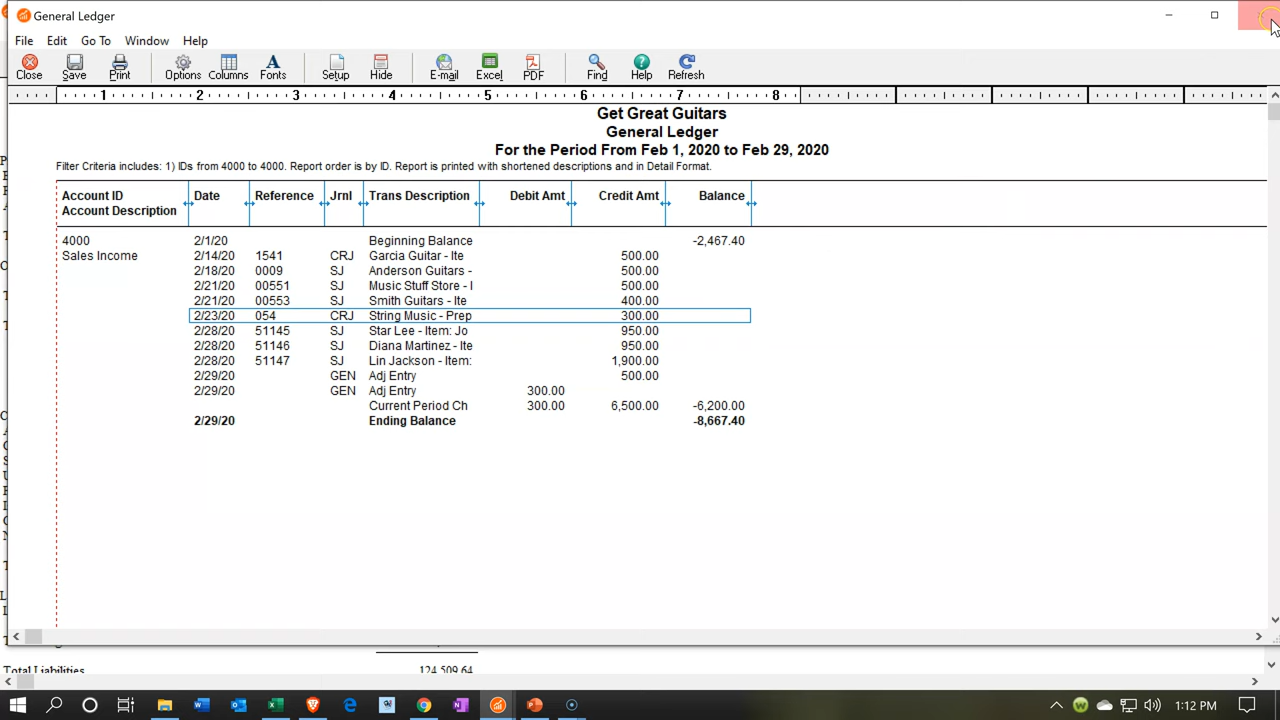 General Ledger
File Edit Go To Window Help
Close Save Print Options Columns Fonts Setup Hide E-mail Excel PDF Find Help Refresh
1 2 3 4 5 6 7 8
Get Great Guitars
General Ledger
For the Period From Feb 1, 2020 to Feb 29, 2020
Filter Criteria includes: 1) IDs from 4000 to 4000. Report order is by ID. Report is printed with shortened descriptions and in Detail Format.
Account ID Date Reference Jrnl Trans Description Debit Amt Credit Amt Balance
Account Description
4000 2/1/20 Beginning Balance -2,467.40
Sales Income 2/14/20 1541 CRJ Garcia Guitar - Ite 500.00
2/18/20 0009 SJ Anderson Guitars - 500.00
2/21/20 00551 SJ Music Stuff Store - I 500.00
2/21/20 00553 SJ Smith Guitars - Ite 400.00
2/23/20 054 CRJ String Music - Prep 300.00
2/28/20 51145 SJ Star Lee - Item: Jo 950.00
2/28/20 51146 SJ Diana Martinez - Ite 950.00
2/28/20 51147 SJ Lin Jackson - Item: 1,900.00
2/29/20 GEN Adj Entry 500.00
2/29/20 GEN Adj Entry 300.00
Current Period Ch 300.00 6,500.00 -6,200.00
2/29/20 Ending Balance -8,667.40
Total Liabilities 124,509.64
1:12 PM